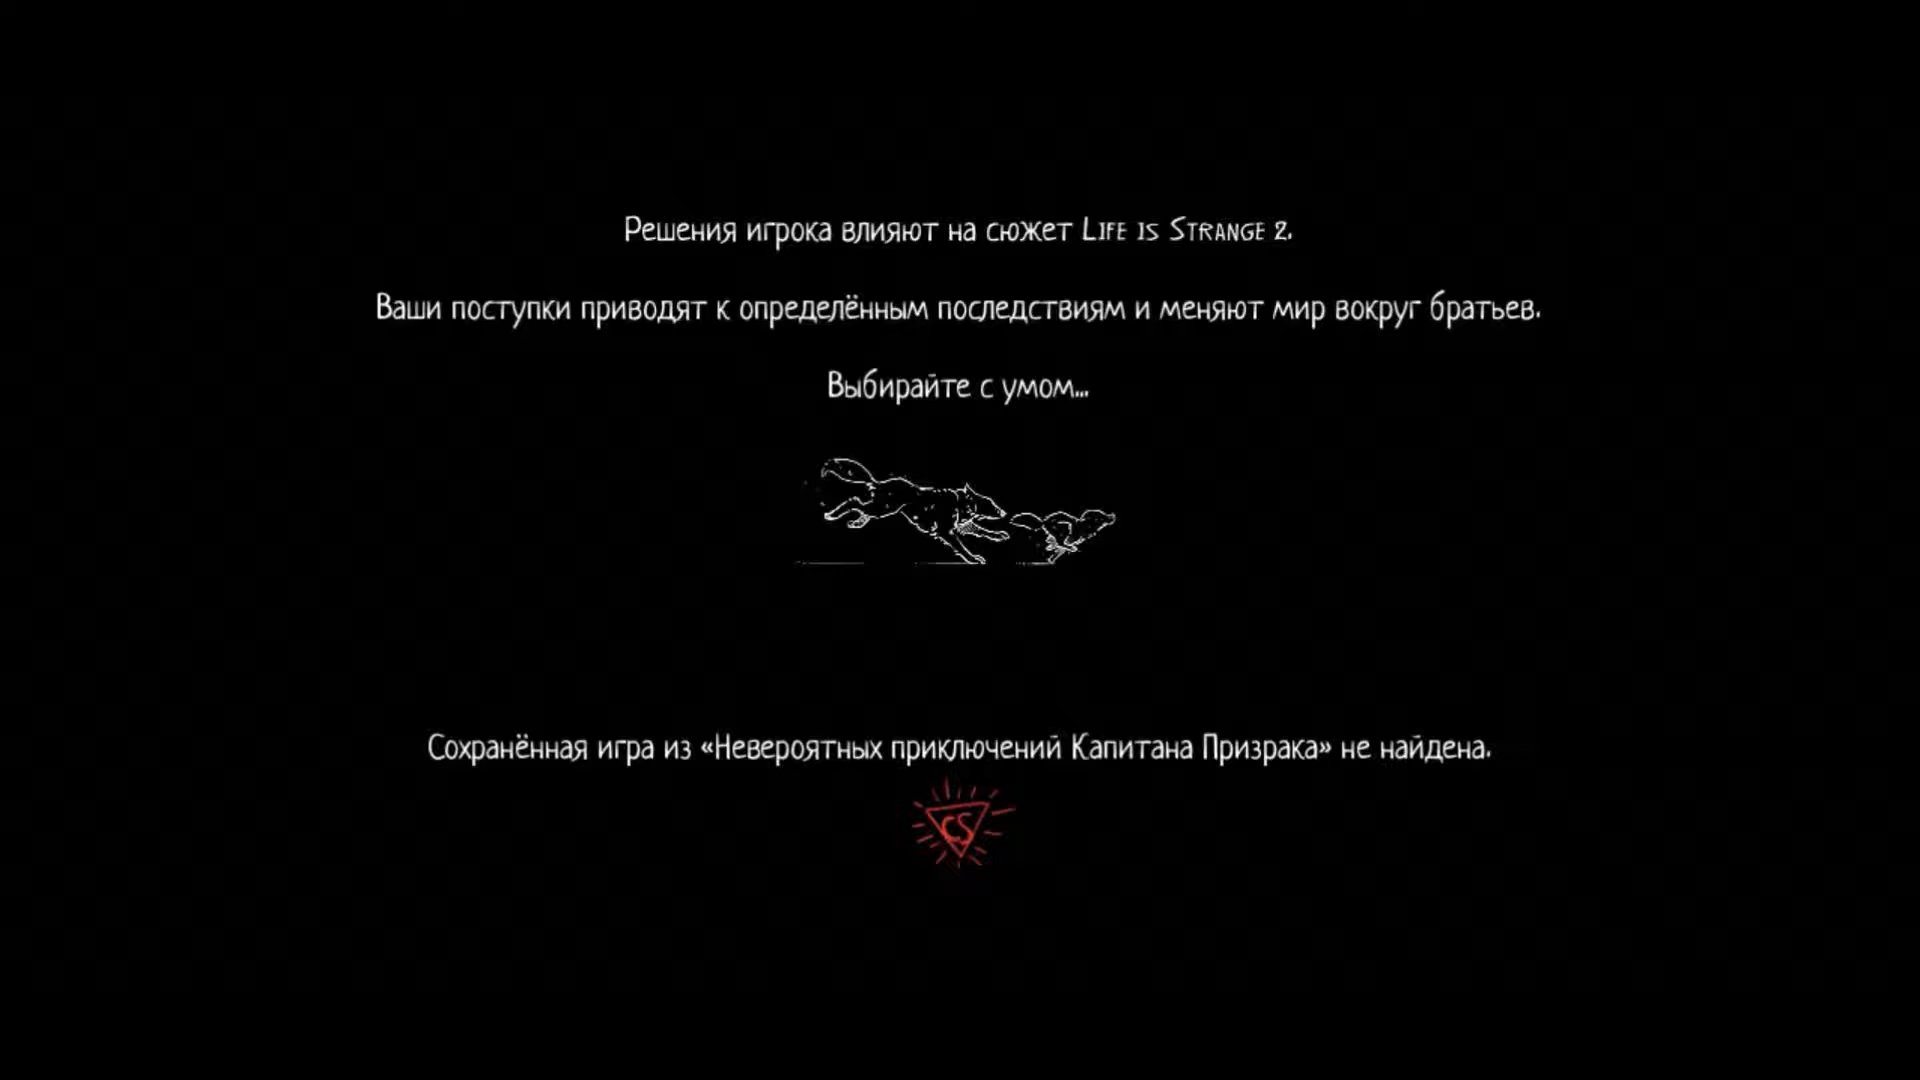 Решения игрока влияют на сюжет Life is Strange 2.
Ваши поступки приводят к определённым последствиям и меняют мир вокруг братьев.
Выбирайте с умом...
Сохранённая игра из «Невероятных приключений Капитана Призрака» не найдена.
CS